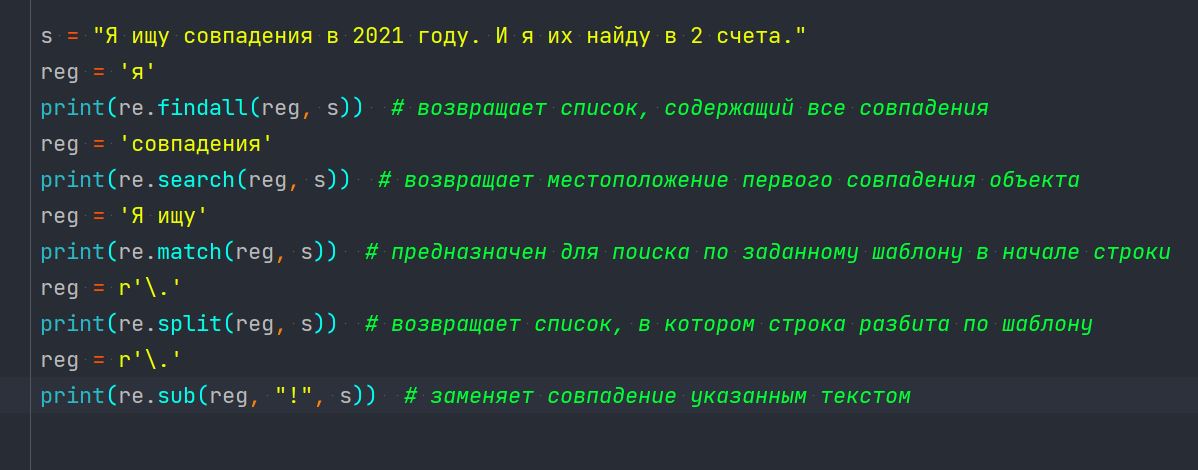 s = "Я ищу совпадения в 2021 году. И я их найду в 2 счета."
reg = 'я'
print(re.findall(reg, s))  # возвращает список, содержащий все совпадения
reg = 'совпадения'
print(re.search(reg, s))  # возвращает местоположение первого совпадения объекта
reg = 'Я ищу'
print(re.match(reg, s))  # предназначен для поиска по заданному шаблону в начале строки
reg = r'\.'
print(re.split(reg, s))  # возвращает список, в котором строка разбита по шаблону
reg = r'\.'
print(re.sub(reg, "!", s))  # заменяет совпадение указанным текстом